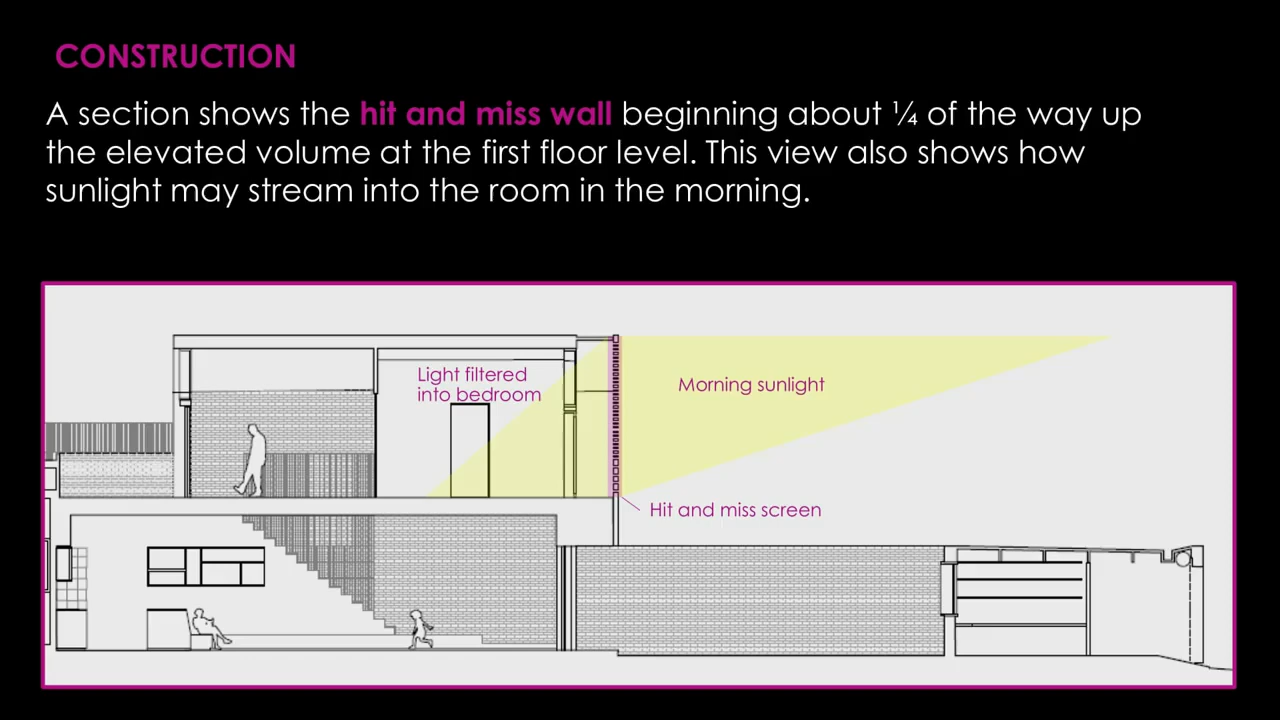 CONSTRUCTION
A section shows the hit and miss wall beginning about ¼ of the way up
the elevated volume at the first floor level. This view also shows how
sunlight may stream into the room in the morning.
Light filtered
into bedroom
Morning sunlight
Hit and miss screen